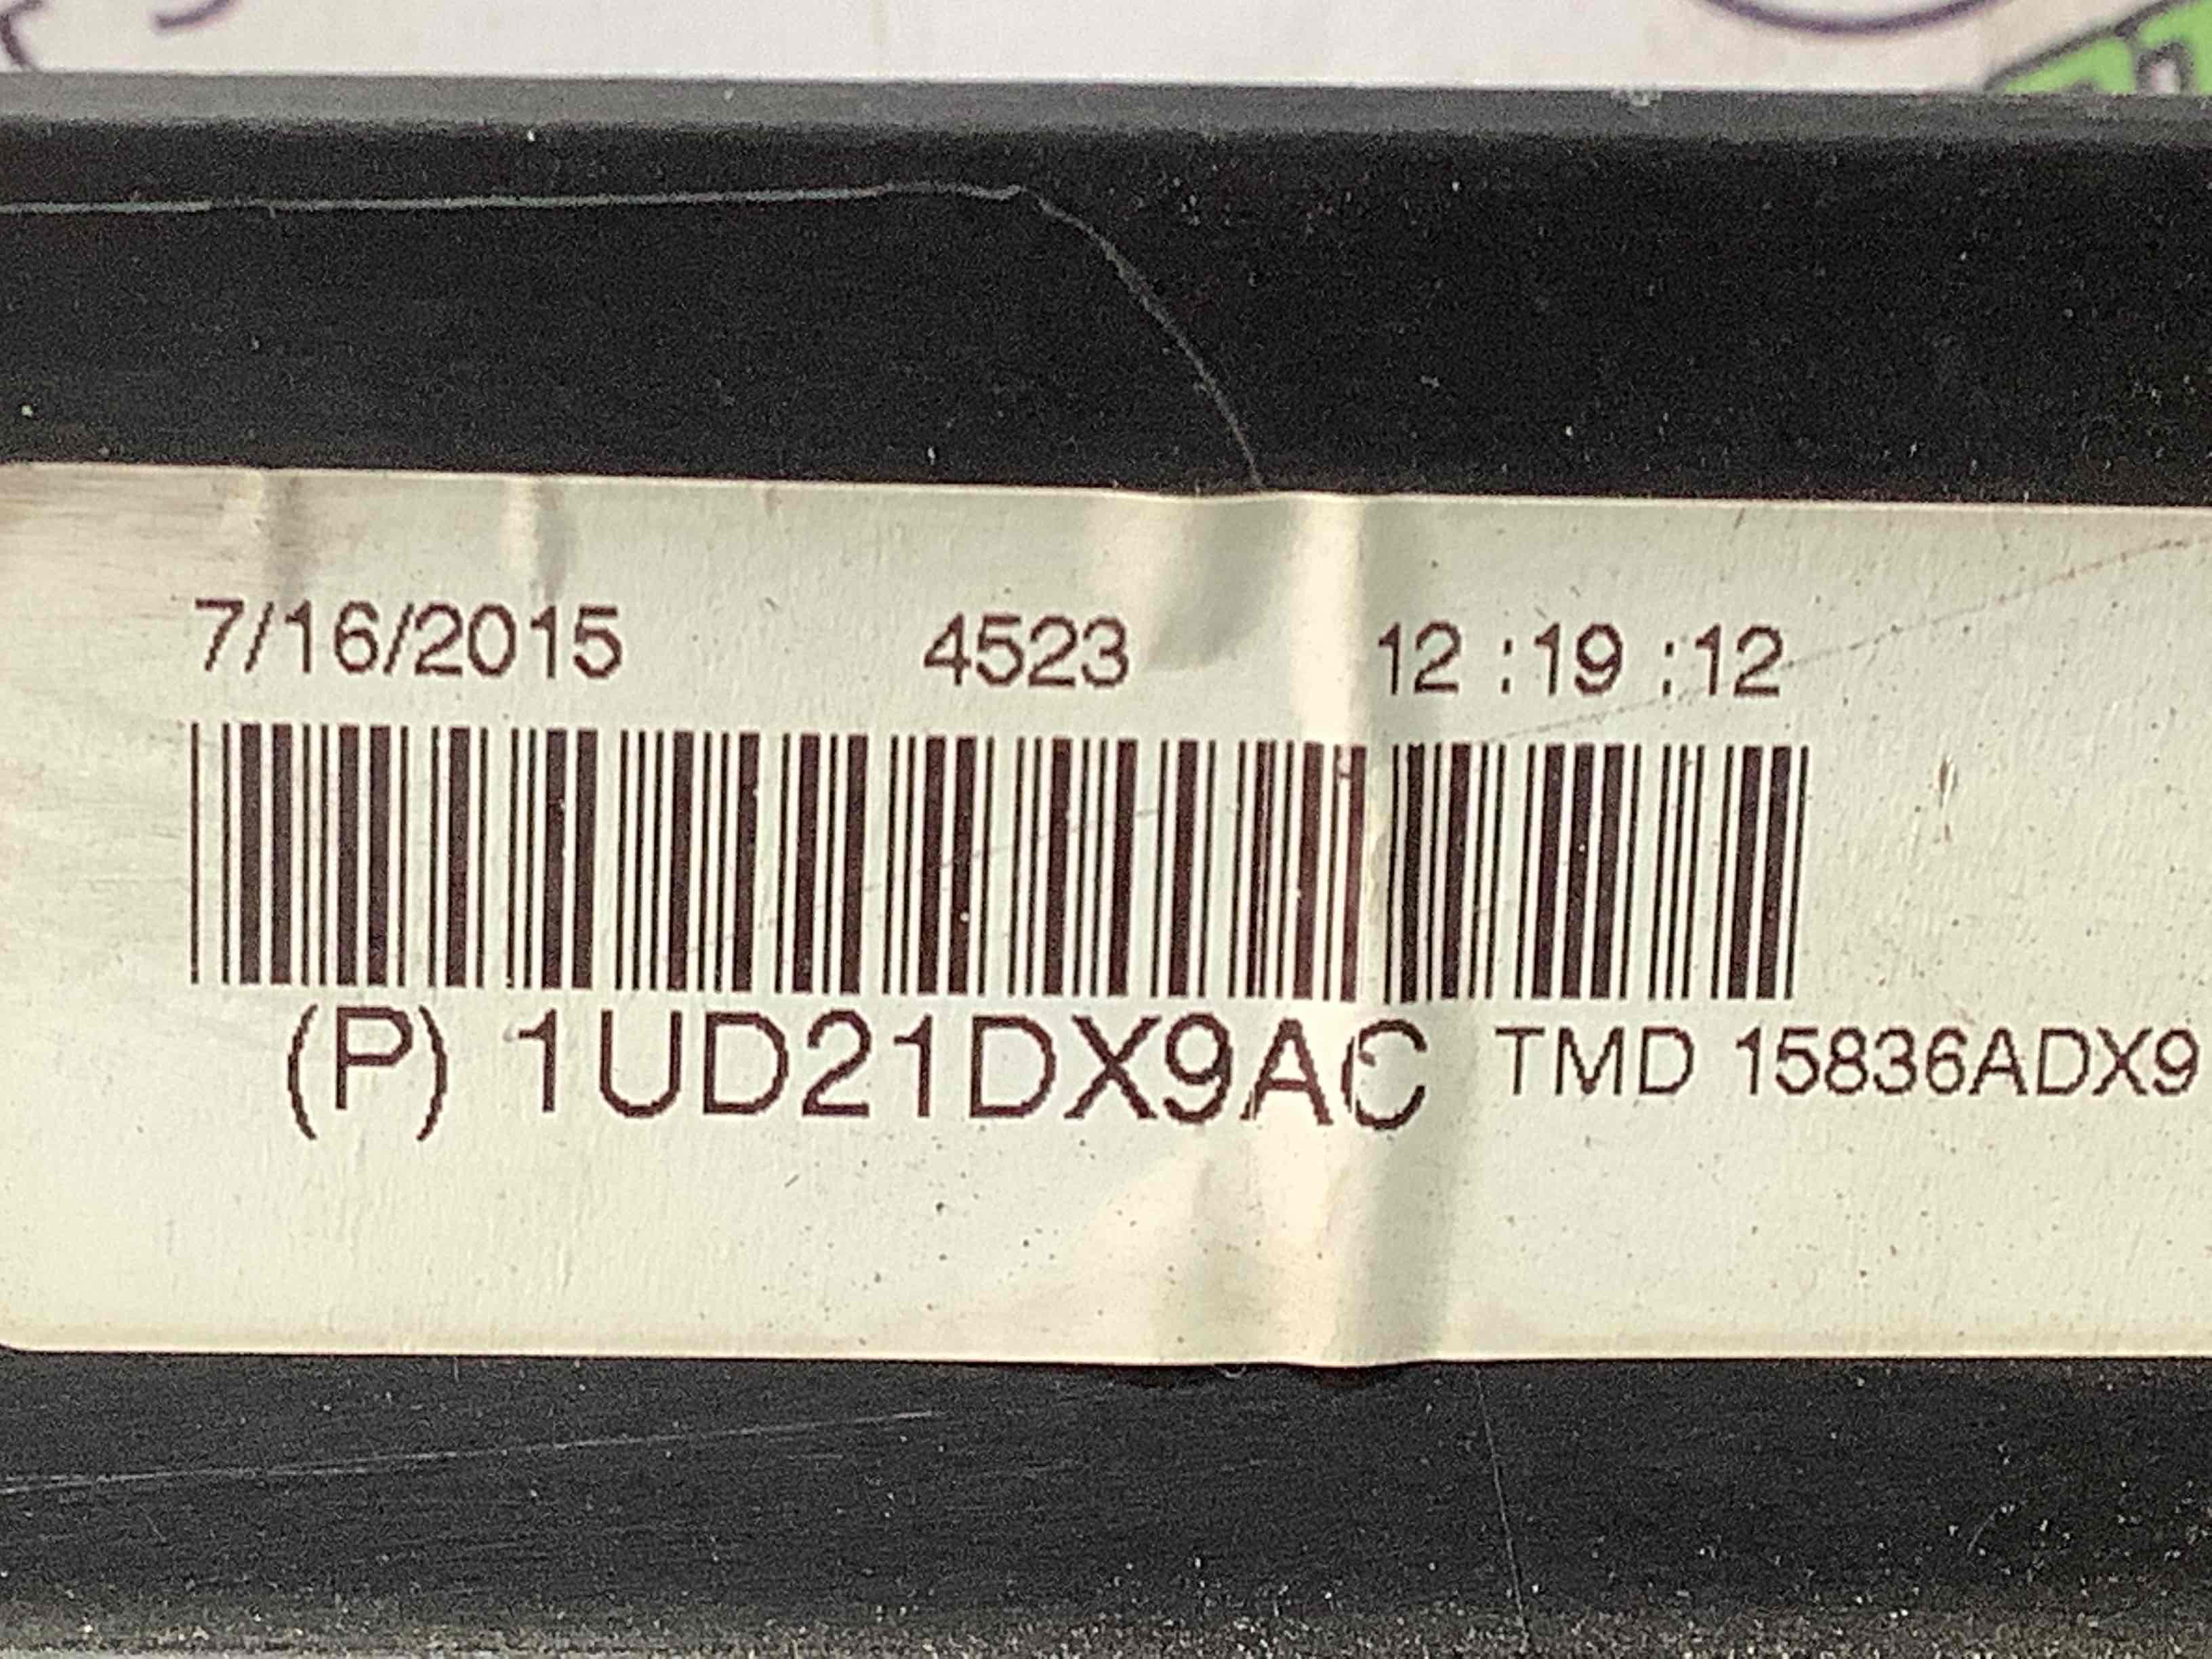 7/16/2015 4523 12 :19 :12
(P) 1UD21DX9AC TMD 15836ADX9